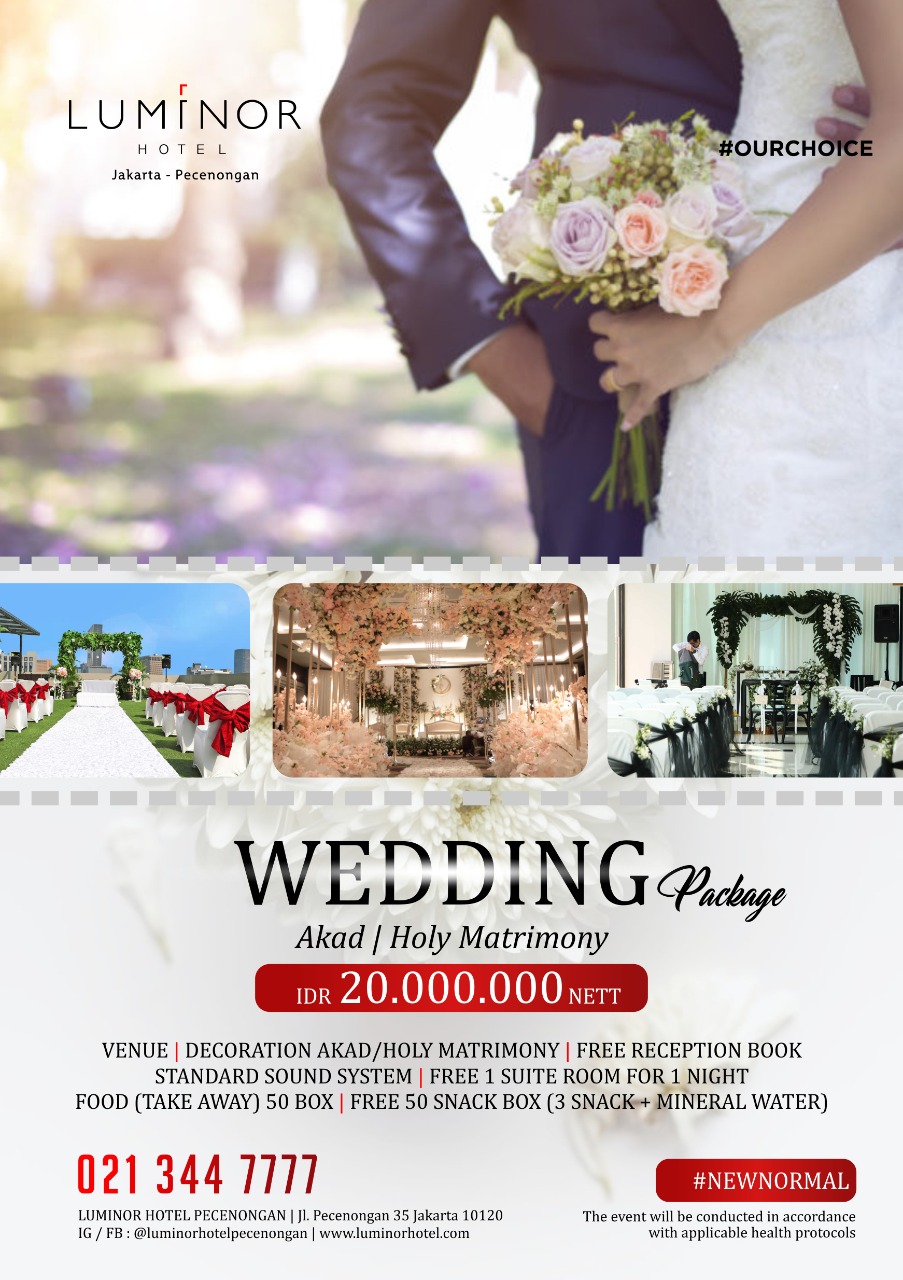 LUMINOR
HOTEL
Jakarta - Pecenongan
#OURCHOICE
WEDDING Package
Akad | Holy Matrimony
IDR 20.000.000 NETT
VENUE | DECORATION AKAD/HOLY MATRIMONY | FREE RECEPTION BOOK
STANDARD SOUND SYSTEM | FREE 1 SUITE ROOM FOR 1 NIGHT
FOOD (TAKE AWAY) 50 BOX | FREE 50 SNACK BOX (3 SNACK + MINERAL WATER)
021 344 7777
LUMINOR HOTEL PECENONGAN | Jl. Pecenongan 35 Jakarta 10120
IG / FB : @luminorhotelpecenongan | www.luminorhotel.com
#NEWNORMAL
The event will be conducted in accordance
with applicable health protocols